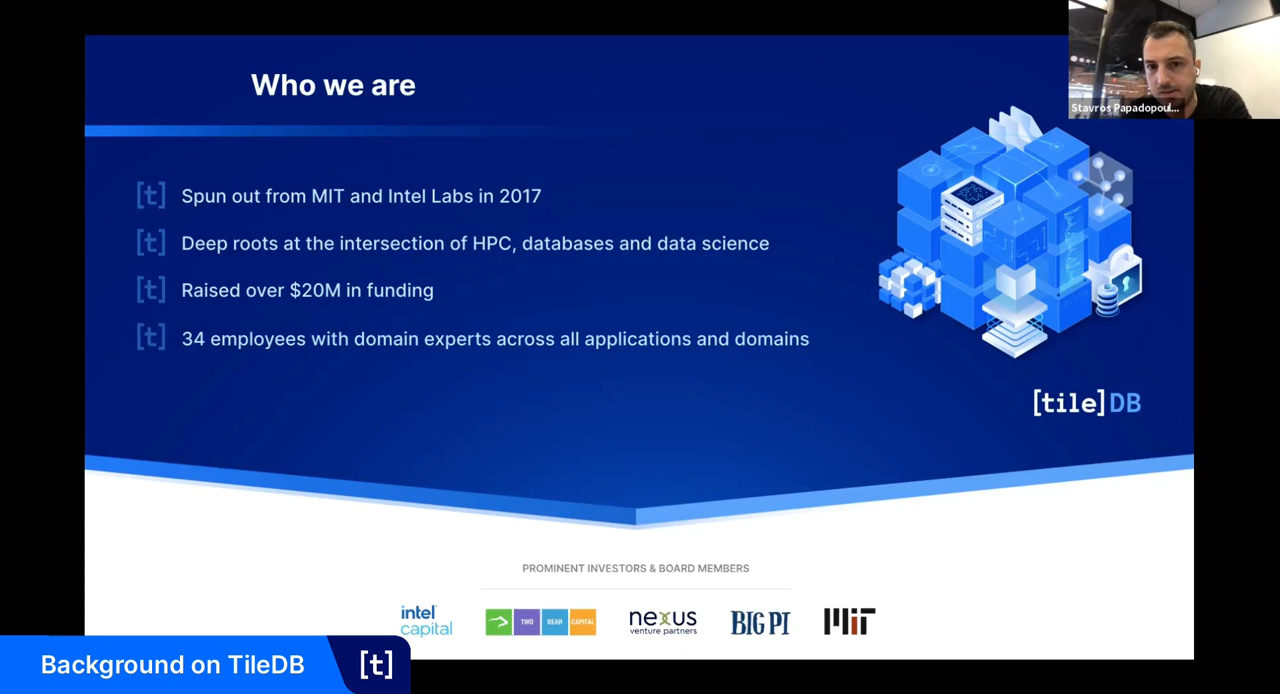 Who we are
Stavros Papadopoul...
[t] Spun out from MIT and Intel Labs in 2017
[t] Deep roots at the intersection of HPC, databases and data science
[t] Raised over $20M in funding
[t] 34 employees with domain experts across all applications and domains
[tile]DB
PROMINENT INVESTORS & BOARD MEMBERS
intel capital
TWO BEAR CAPITAL
nexus venture partners
BIG PI
MIT
Background on TileDB [t]